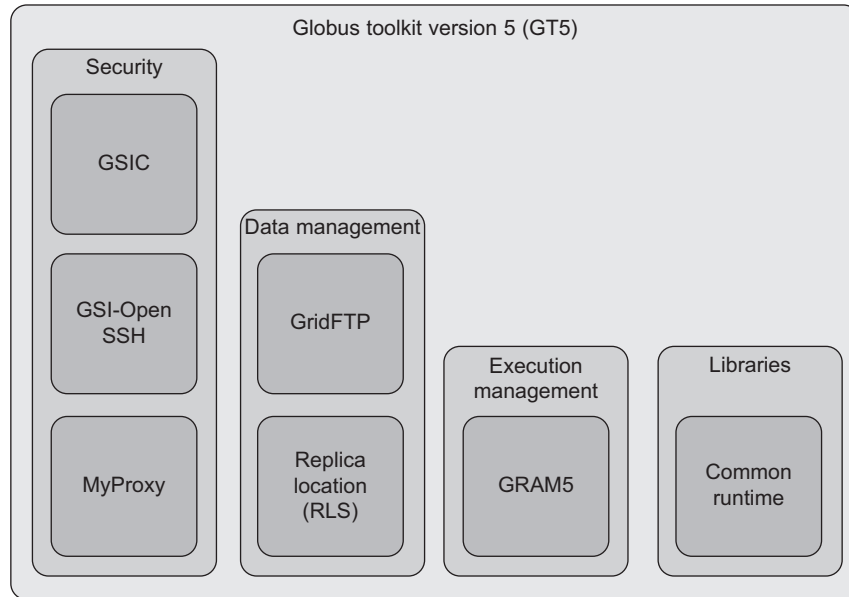 Globus toolkit version 5 (GT5)
Security
GSIC
GSI-Open
SSH
MyProxy
Data management
GridFTP
Replica
location
(RLS)
Execution
management
GRAM5
Libraries
Common
runtime